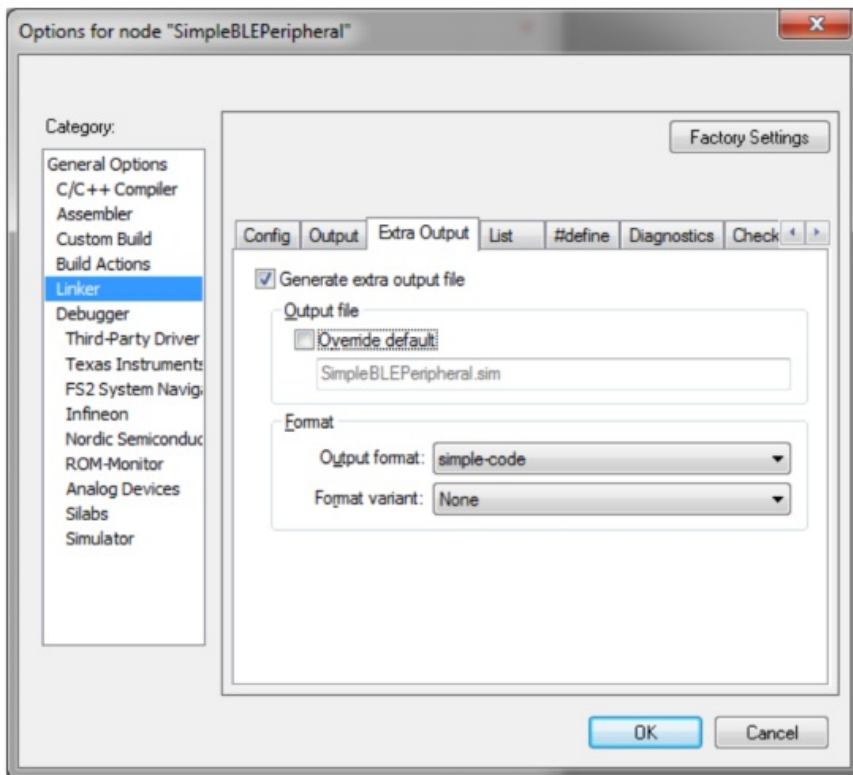 Options for node "SimpleBLEPeripheral"
Category:
Factory Settings
General Options
C/C++ Compiler
Assembler
Custom Build
Build Actions
Linker
Debugger
Third-Party Driver
Texas Instruments
FS2 System Navig
Infineon
Nordic Semiconduc
ROM-Monitor
Analog Devices
Silabs
Simulator
Config Output Extra Output List #define Diagnostics Check
Generate extra output file
Output file
Override default
SimpleBLEPeripheral.sim
Format
Output format: simple-code
Format variant: None
OK Cancel